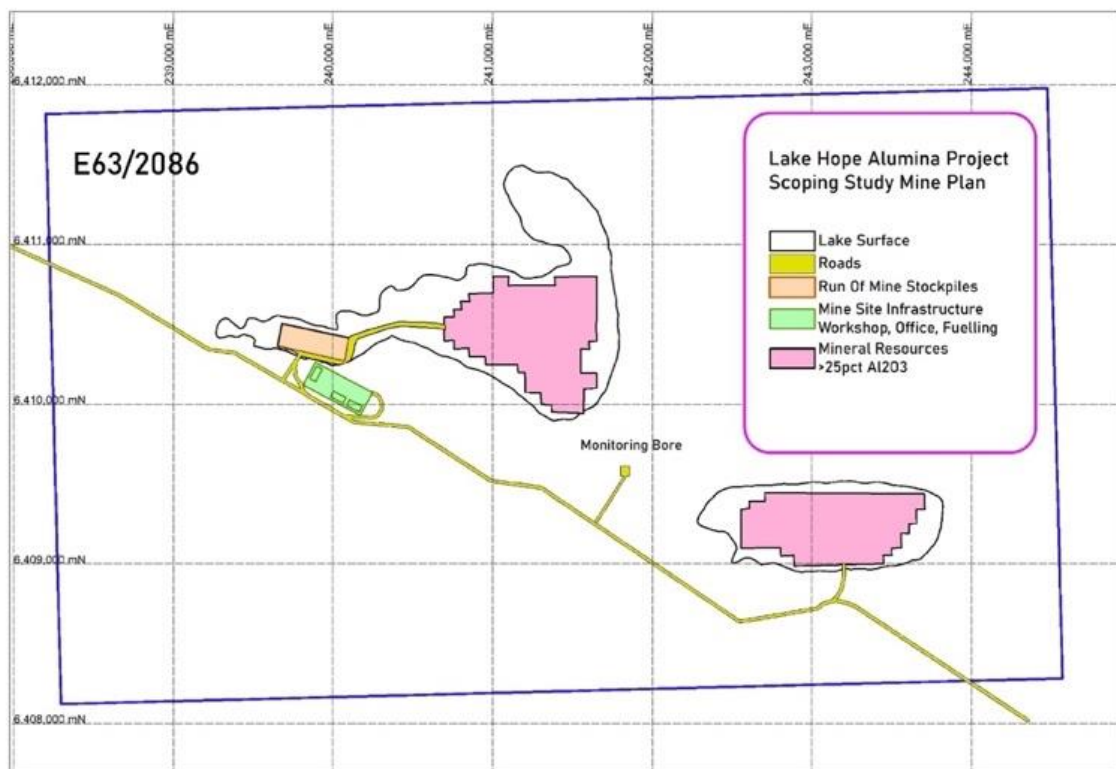 239,000 mE
240,000 mE
241,000 mE
242,000 mE
243,000 mE
244,000 mE
6,412,000 mN
E63/2086
Lake Hope Alumina Project
Scoping Study Mine Plan
Lake Surface
Roads
Run Of Mine Stockpiles
Mine Site Infrastructure
Workshop, Office, Fuelling
Mineral Resources
>25pct Al2O3
6,411,000 mN
6,410,000 mN
Monitoring Bore
6,409,000 mN
6,408,000 mN